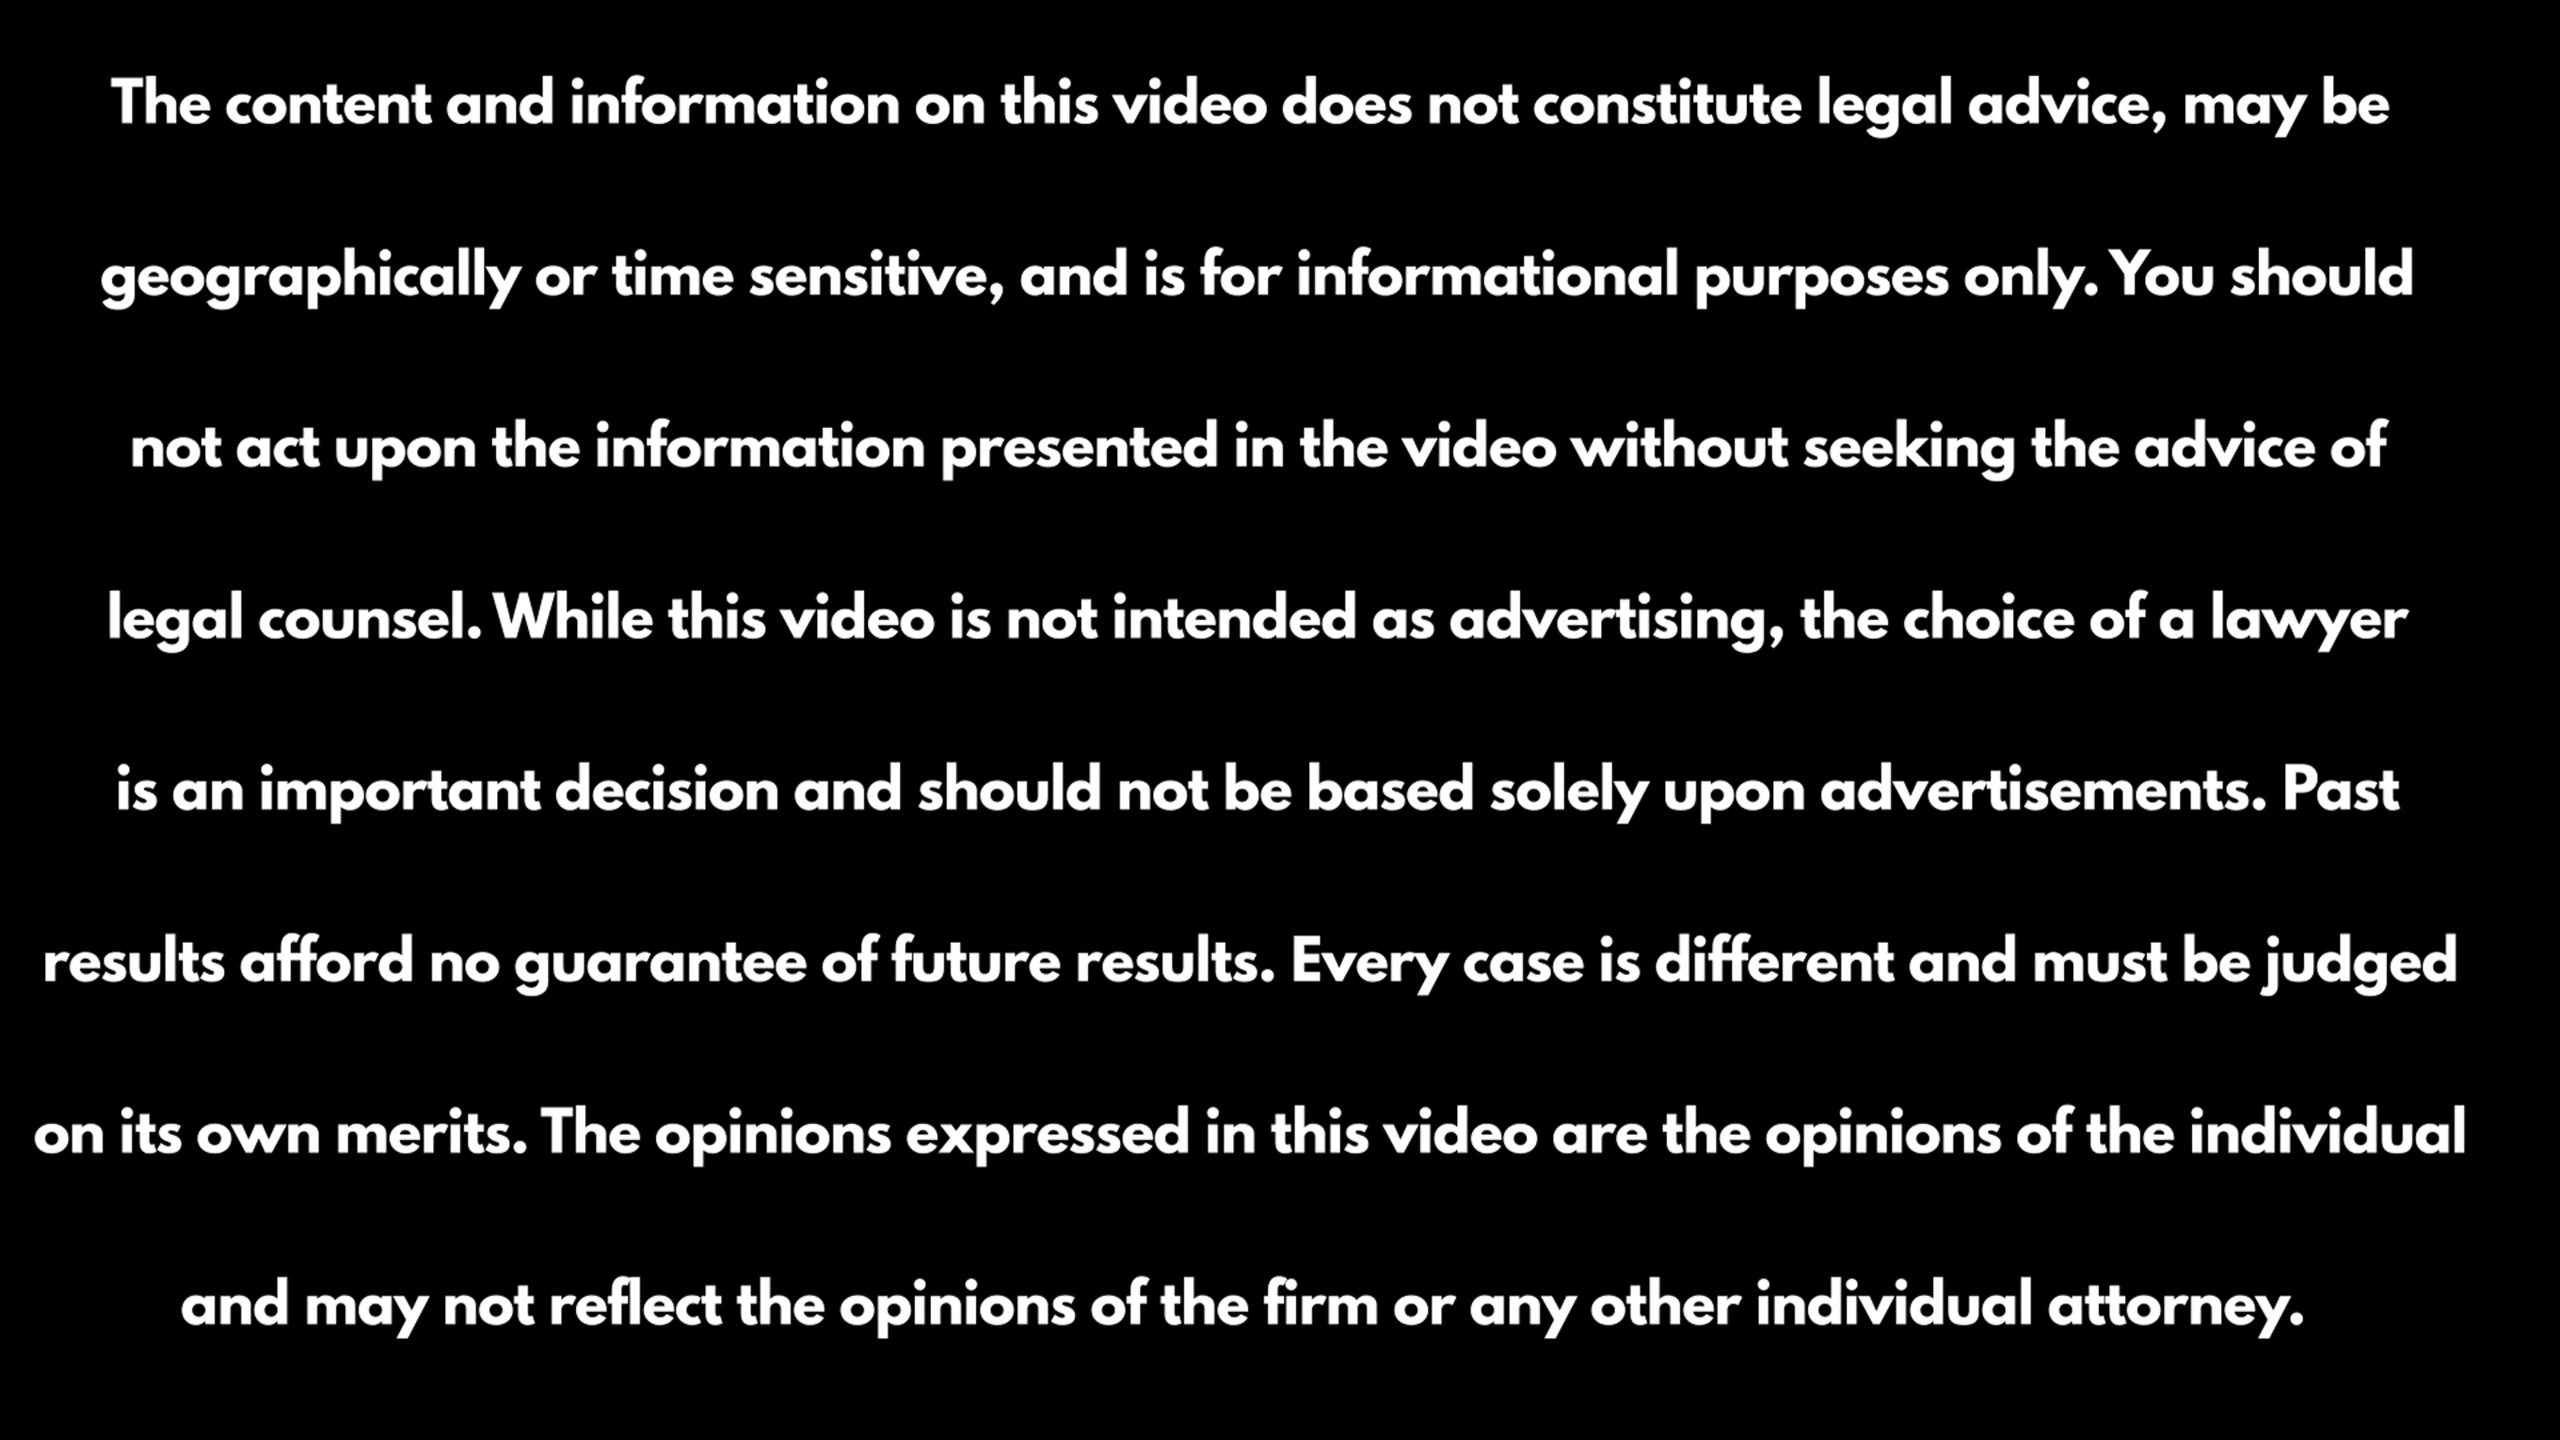 The content and information on this video does not constitute legal advice, may be
geographically or time sensitive, and is for informational purposes only. You should
not act upon the information presented in the video without seeking the advice of
legal counsel. While this video is not intended as advertising, the choice of a lawyer
is an important decision and should not be based solely upon advertisements. Past
results afford no guarantee of future results. Every case is different and must be judged
on its own merits. The opinions expressed in this video are the opinions of the individual
and may not reflect the opinions of the firm or any other individual attorney.